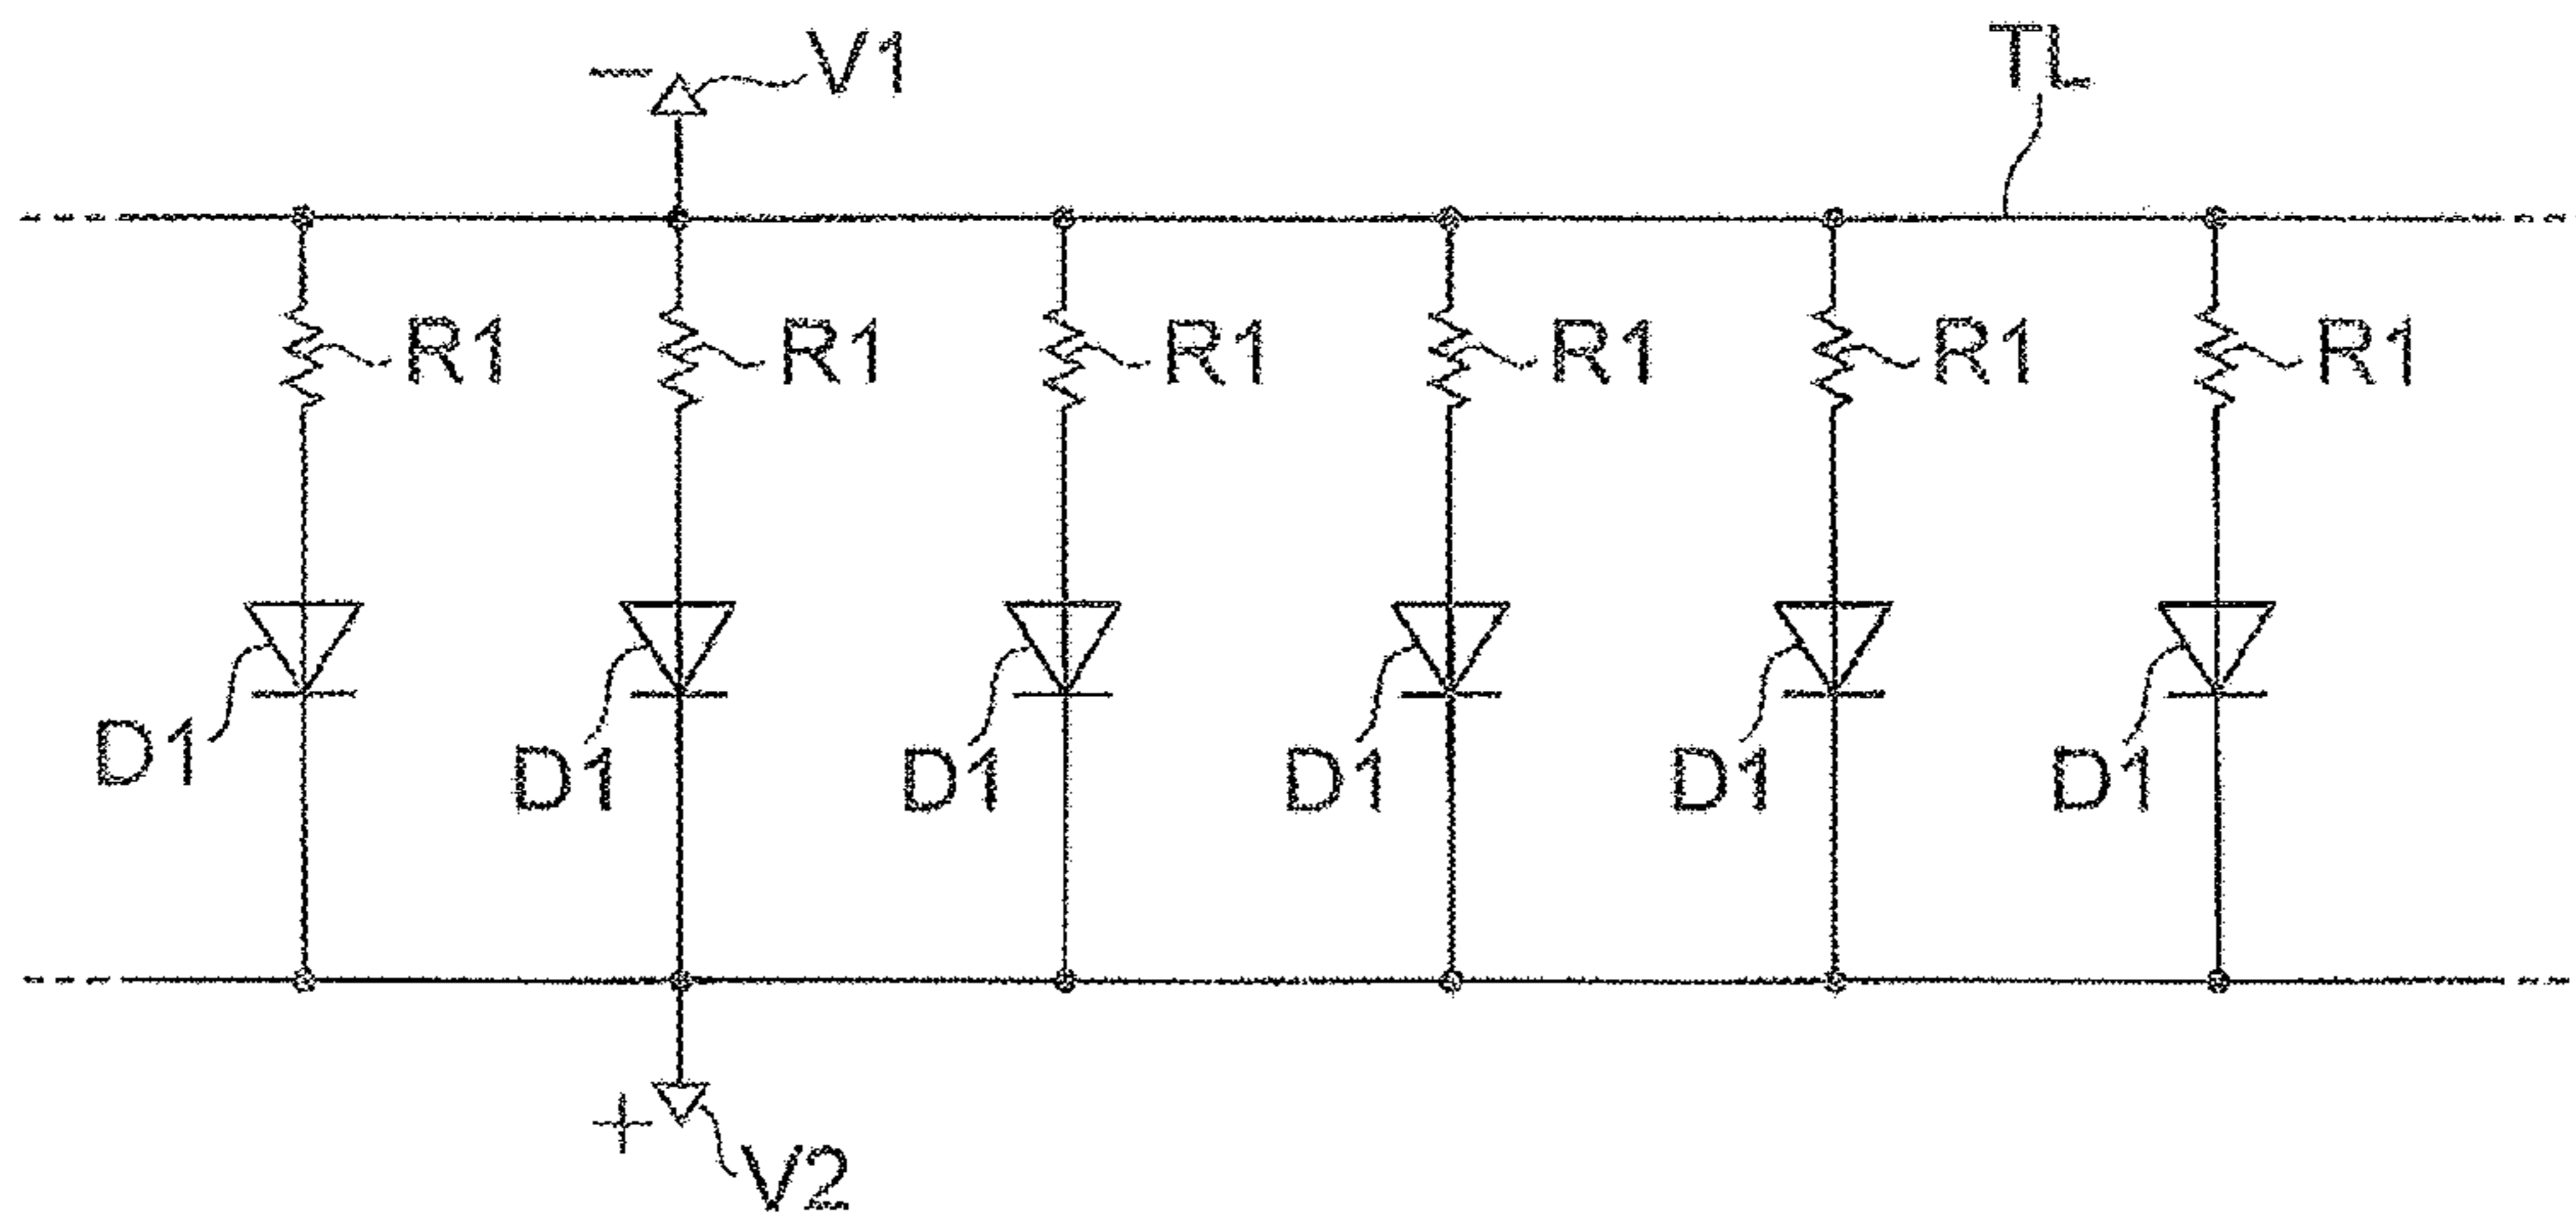 − V1
TL
R1 R1 R1 R1 R1 R1
D1 D1 D1 D1 D1 D1
+ V2